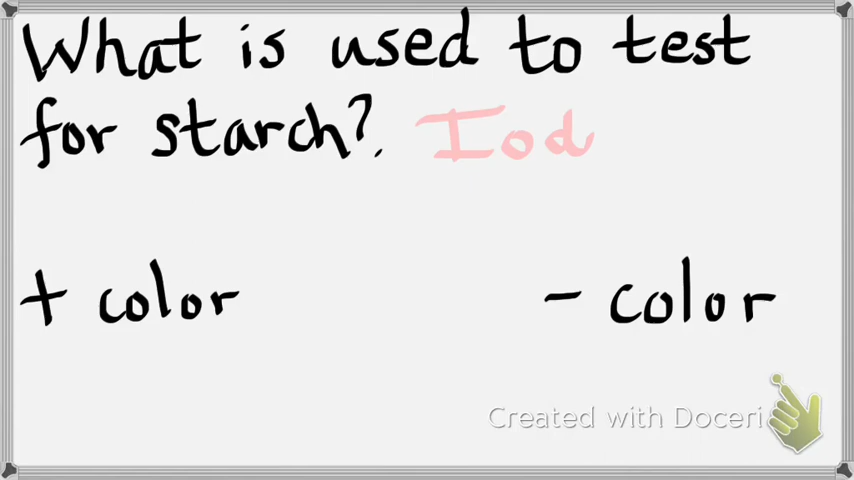 What is used to test
for starch? Iod
+ color - color
Created with Doceri